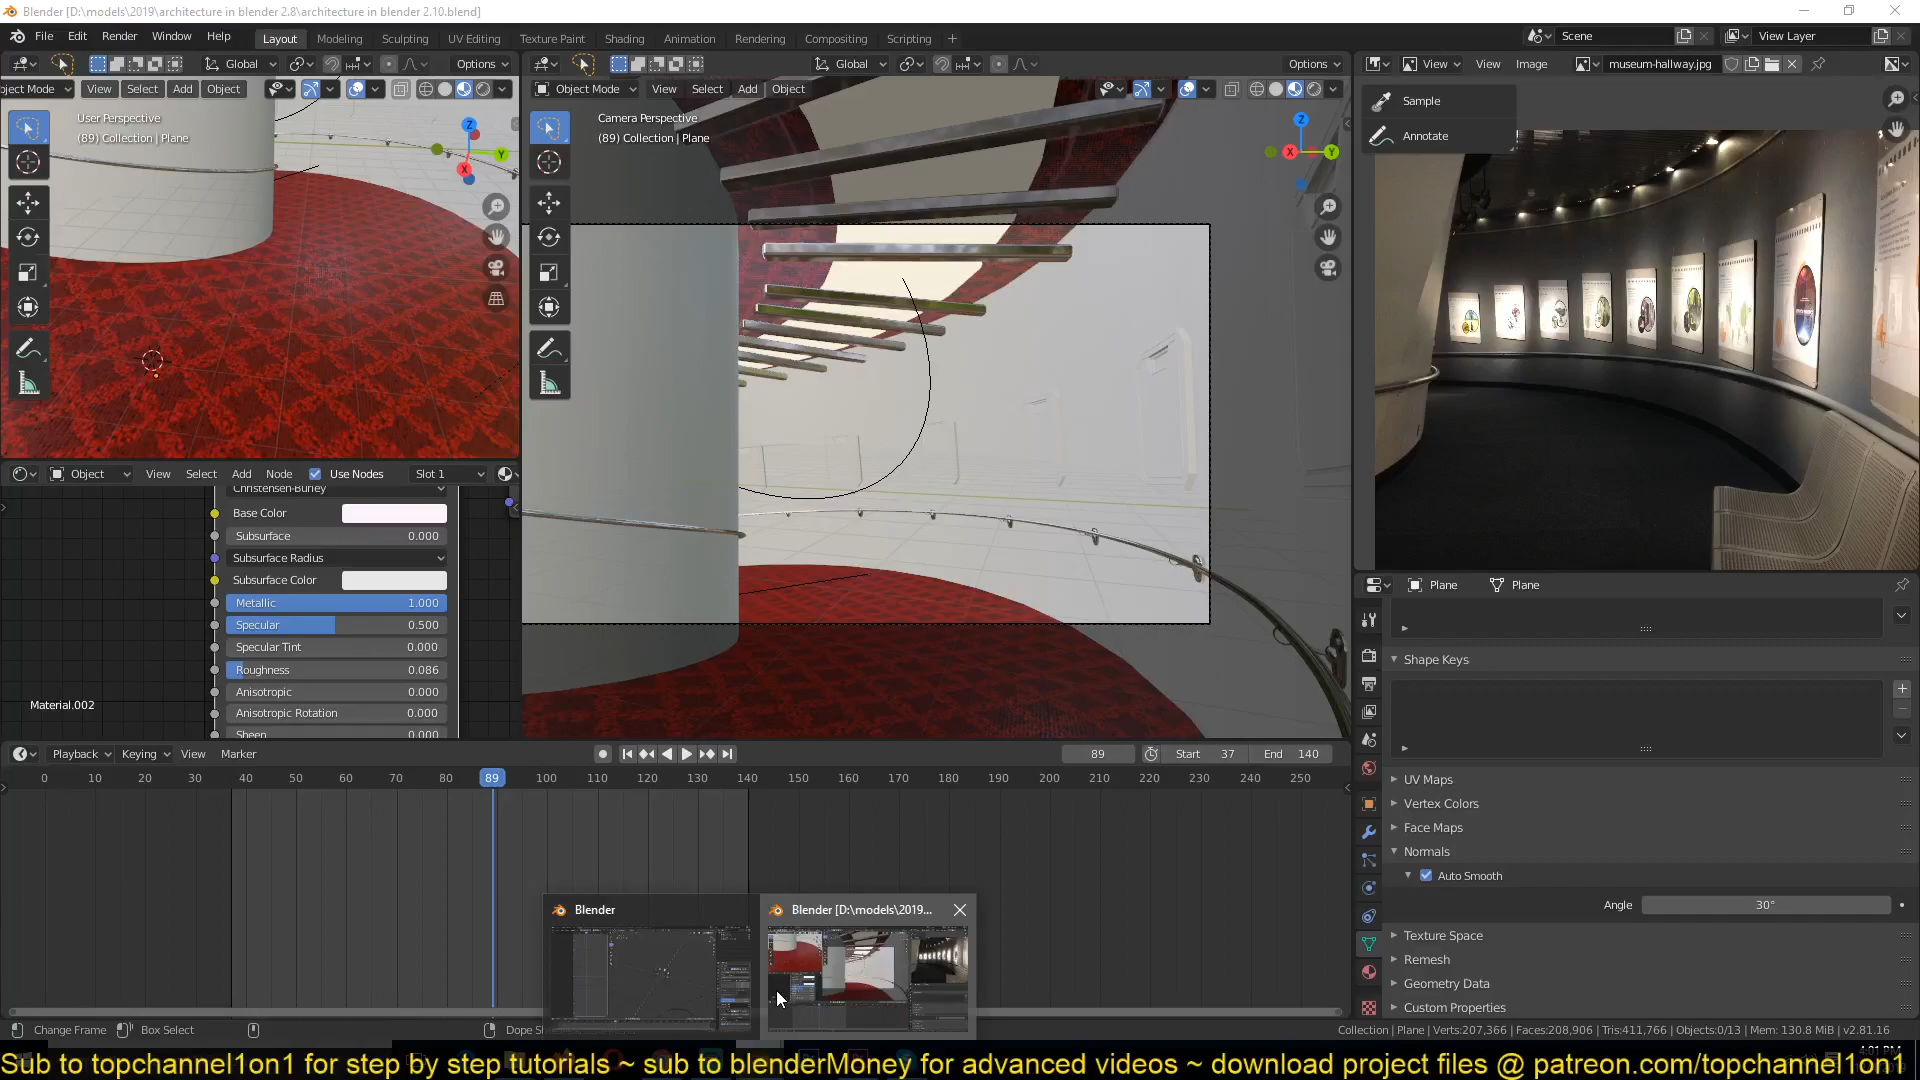 Blender [D:\models\2019\architecture in blender 2.8\architecture in blender 2.10.blend]
File Edit Render Window Help
Layout Modeling Sculpting UV Editing Texture Paint Shading Animation Rendering Compositing Scripting
Scene View Layer
Global Options
Global Options
View View Image museum-hallway.jpg
ject Mode View Select Add Object
Object Mode View Select Add Object
User Perspective
(89) Collection | Plane
Camera Perspective
(89) Collection | Plane
Sample
Annotate
Object View Select Add Node Use Nodes Slot 1
Christensen-Burley
Base Color
Subsurface 0.000
Subsurface Radius
Subsurface Color
Metallic 1.000
Specular 0.500
Specular Tint 0.000
Roughness 0.086
Anisotropic 0.000
Anisotropic Rotation 0.000
Sheen 0.000
Material.002
Plane Plane
Shape Keys
UV Maps
Vertex Colors
Face Maps
Normals
Auto Smooth
Angle 30°
Texture Space
Remesh
Geometry Data
Custom Properties
Playback Keying View Marker
89 Start 37 End 140
0 10 20 30 40 50 60 70 80 89 100 110 120 130 140 150 160 170 180 190 200 210 220 230 240 250
Blender
Blender [D:\models\2019...
Change Frame Box Select Dope S
Collection | Plane | Verts:207,366 | Faces:208,906 | Tris:411,766 | Objects:0/13 | Mem: 130.8 MiB | v2.81.16
Sub to topchannel1on1 for step by step tutorials ~ sub to blenderMoney for advanced videos ~ download project files @ patreon.com/topchannel1on1
4:01 PM